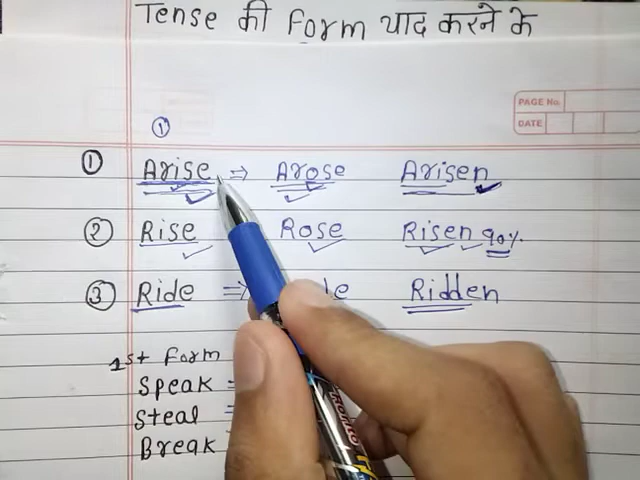 Tense की Form याद करने के
PAGE No.
DATE
①
① Arise ⇒ Arose Arisen
② Rise Rose Risen 90%.
③ Ride ⇒ Ridden
1st Form
Speak =
Steal =
Break